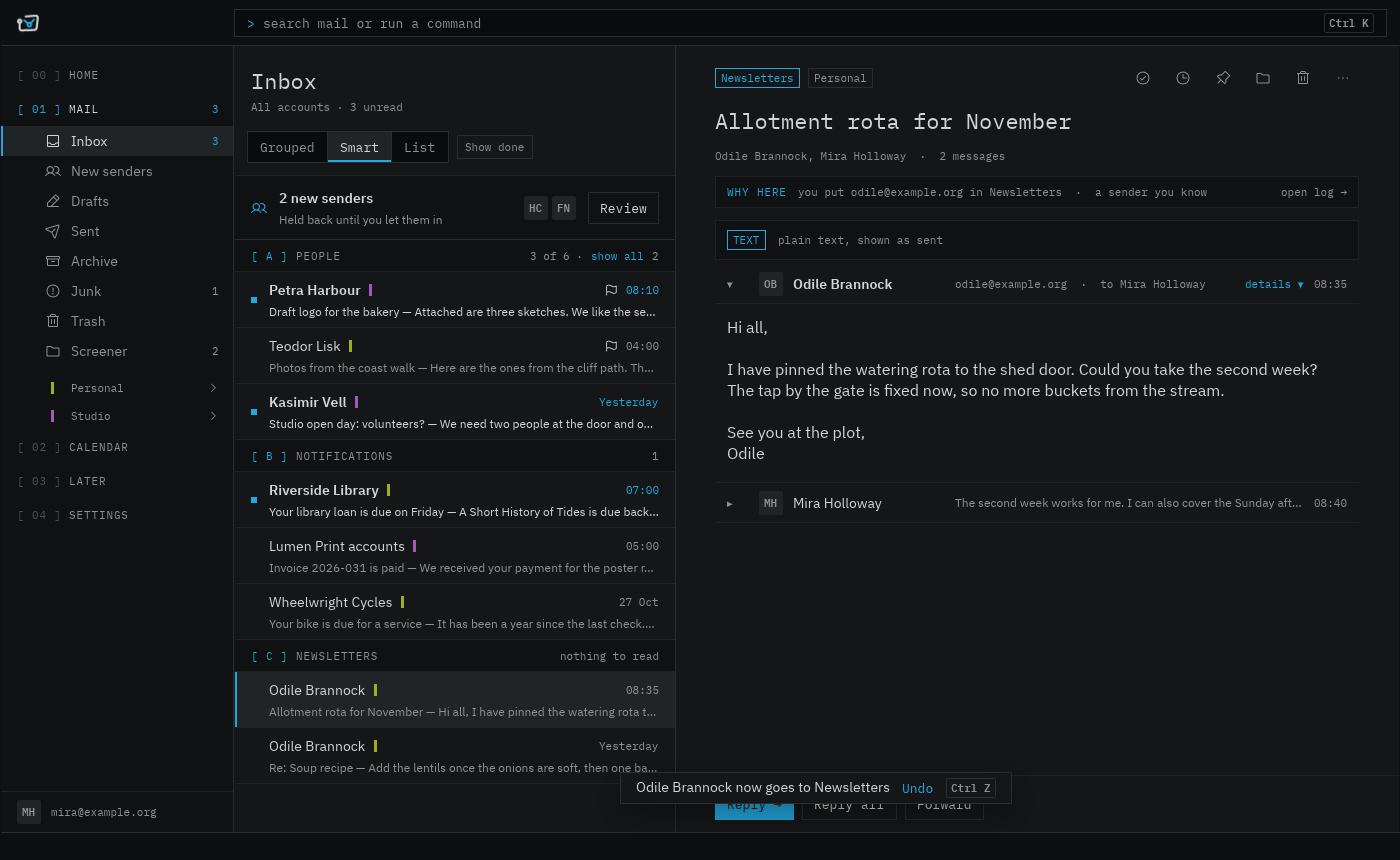 > search mail or run a command Ctrl K
[ 00 ] HOME
[ 01 ] MAIL 3
Inbox 3
New senders
Drafts
Sent
Archive
Junk 1
Trash
Screener 2
Personal
Studio
[ 02 ] CALENDAR
[ 03 ] LATER
[ 04 ] SETTINGS
MH mira@example.org
Inbox
All accounts · 3 unread
Grouped Smart List Show done
2 new senders
Held back until you let them in
HC FN Review
[ A ] PEOPLE 3 of 6 · show all 2
Petra Harbour 08:10
Draft logo for the bakery — Attached are three sketches. We like the se…
Teodor Lisk 04:00
Photos from the coast walk — Here are the ones from the cliff path. Th…
Kasimir Vell Yesterday
Studio open day: volunteers? — We need two people at the door and o…
[ B ] NOTIFICATIONS 1
Riverside Library 07:00
Your library loan is due on Friday — A Short History of Tides is due back…
Lumen Print accounts 05:00
Invoice 2026-031 is paid — We received your payment for the poster r…
Wheelwright Cycles 27 Oct
Your bike is due for a service — It has been a year since the last check.…
[ C ] NEWSLETTERS nothing to read
Odile Brannock 08:35
Allotment rota for November — Hi all, I have pinned the watering rota t…
Odile Brannock Yesterday
Re: Soup recipe — Add the lentils once the onions are soft, then one ba…
Newsletters Personal
Allotment rota for November
Odile Brannock, Mira Holloway · 2 messages
WHY HERE you put odile@example.org in Newsletters · a sender you know open log →
TEXT plain text, shown as sent
▾ OB Odile Brannock odile@example.org · to Mira Holloway details ▾ 08:35
Hi all,
I have pinned the watering rota to the shed door. Could you take the second week?
The tap by the gate is fixed now, so no more buckets from the stream.
See you at the plot,
Odile
▸ MH Mira Holloway The second week works for me. I can also cover the Sunday aft… 08:40
Odile Brannock now goes to Newsletters Undo Ctrl Z
Reply → Reply all Forward